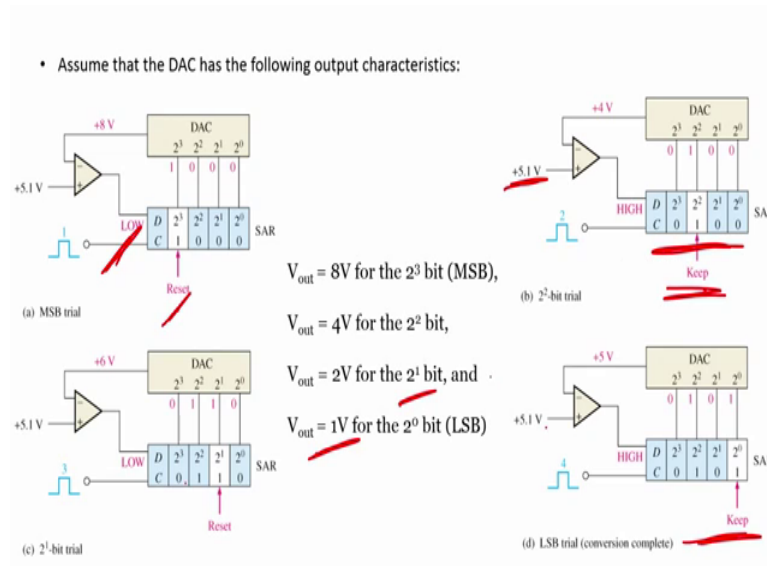 • Assume that the DAC has the following output characteristics:
+8 V
DAC
2³ 2² 2¹ 2⁰
1 0 0 0
+5.1 V
−
+
LOW
D 2³ 2² 2¹ 2⁰
C 1 0 0 0
SAR
1
Reset
(a) MSB trial
+4 V
DAC
2³ 2² 2¹ 2⁰
0 1 0 0
+5.1 V
−
+
HIGH
D 2³ 2² 2¹ 2⁰
C 0 1 0 0
SA
2
Keep
(b) 2²-bit trial
Vout = 8V for the 2³ bit (MSB),
Vout = 4V for the 2² bit,
Vout = 2V for the 2¹ bit, and
Vout = 1V for the 2⁰ bit (LSB)
+6 V
DAC
2³ 2² 2¹ 2⁰
0 1 1 0
+5.1 V
−
+
LOW
D 2³ 2² 2¹ 2⁰
C 0 1 1 0
SAR
3
Reset
(c) 2¹-bit trial
+5 V
DAC
2³ 2² 2¹ 2⁰
0 1 0 1
+5.1 V
−
+
HIGH
D 2³ 2² 2¹ 2⁰
C 0 1 0 1
SA
4
Keep
(d) LSB trial (conversion complete)